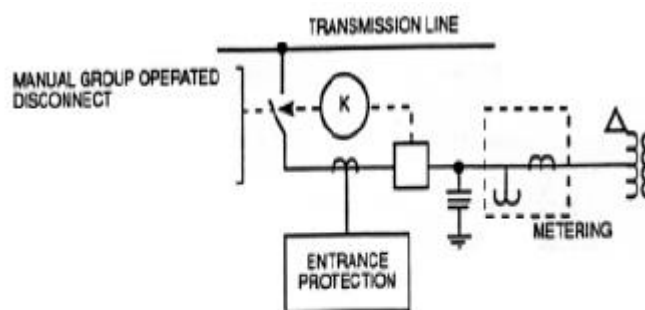 TRANSMISSION LINE
MANUAL GROUP OPERATED
DISCONNECT
K
METERING
ENTRANCE
PROTECTION